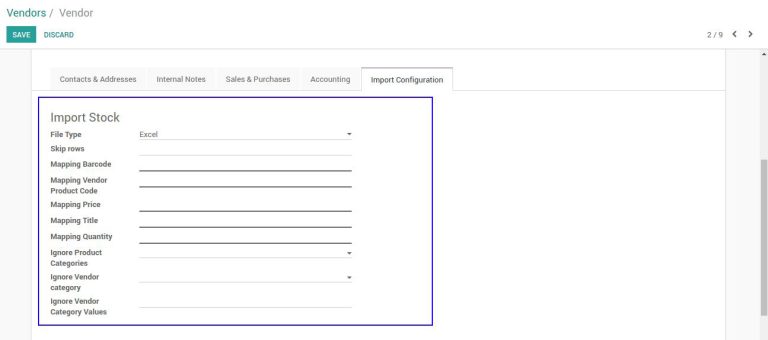 Vendors / Vendor
SAVE DISCARD 2 / 9
Contacts & Addresses Internal Notes Sales & Purchases Accounting Import Configuration
Import Stock
File Type Excel
Skip rows
Mapping Barcode
Mapping Vendor
Product Code
Mapping Price
Mapping Title
Mapping Quantity
Ignore Product
Categories
Ignore Vendor
category
Ignore Vendor
Category Values